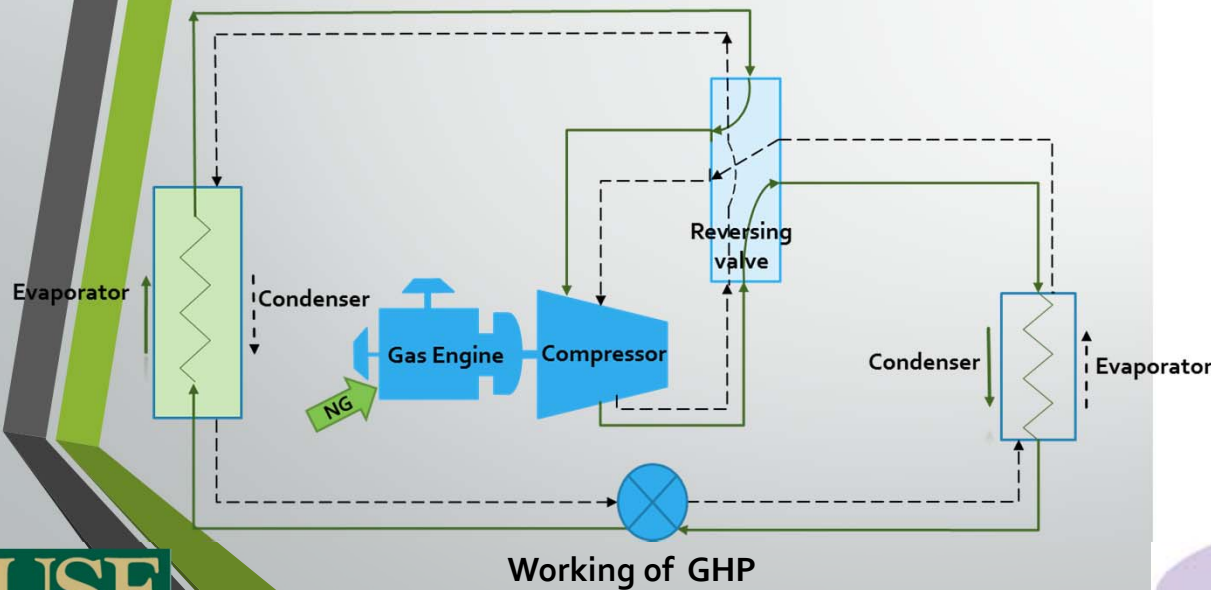 Reversing
valve
Evaporator
Condenser
Gas Engine
Compressor
NG
Condenser
Evaporator
Working of GHP